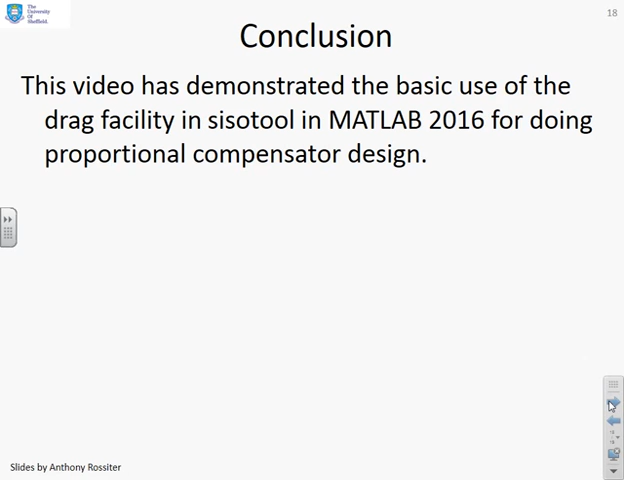 The
University
Of
Sheffield.
18
Conclusion
This video has demonstrated the basic use of the
drag facility in sisotool in MATLAB 2016 for doing
proportional compensator design.
Slides by Anthony Rossiter